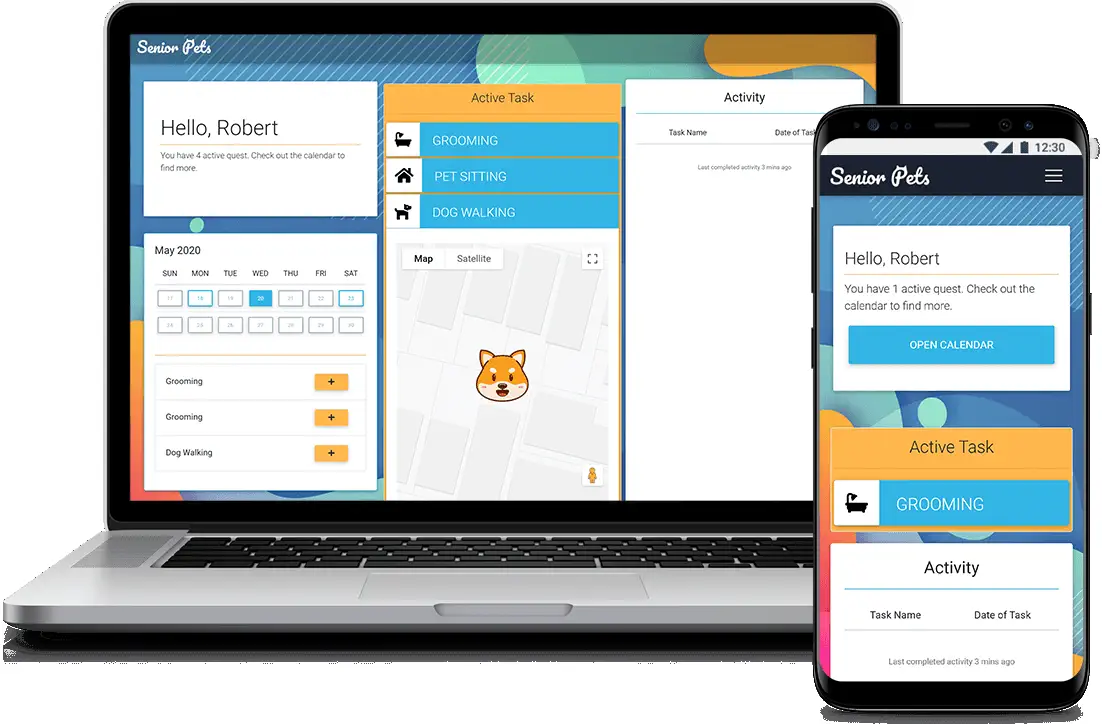 Senior Pets
Hello, Robert
You have 4 active quest. Check out the calendar to
find more.
May 2020
SUN MON TUE WED THU FRI SAT
17 18 19 20 21 22 23
24 25 26 27 28 29 30
Grooming +
Grooming +
Dog Walking +
Active Task
GROOMING
PET SITTING
DOG WALKING
Map Satellite
Activity
Task Name Date of Task
Last completed activity 3 mins ago
12:30
Senior Pets
Hello, Robert
You have 1 active quest. Check out the
calendar to find more.
OPEN CALENDAR
Active Task
GROOMING
Activity
Task Name Date of Task
Last completed activity 3 mins ago